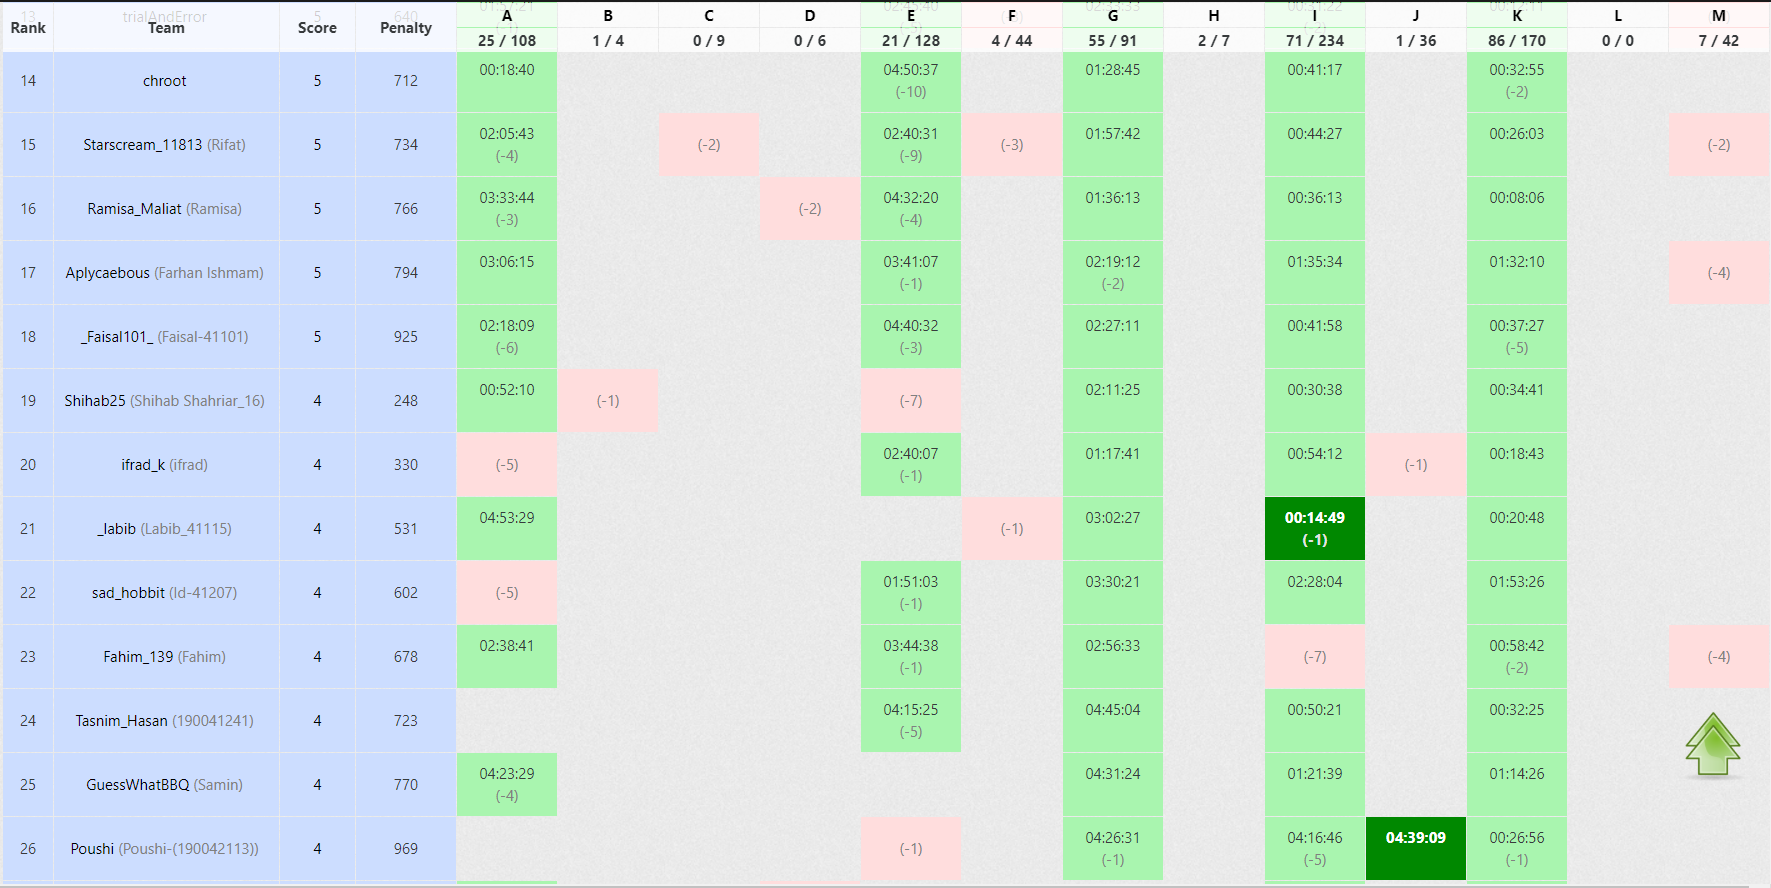 13 trialAndError 5 640
Rank Team Score Penalty A B C D E F G H I J K L M
25 / 108 1 / 4 0 / 9 0 / 6 21 / 128 4 / 44 55 / 91 2 / 7 71 / 234 1 / 36 86 / 170 0 / 0 7 / 42
14 chroot 5 712 00:18:40 04:50:37 01:28:45 00:41:17 00:32:55
(-10) (-2)
15 Starscream_11813 (Rifat) 5 734 02:05:43 (-2) 02:40:31 (-3) 01:57:42 00:44:27 00:26:03 (-2)
(-4) (-9)
16 Ramisa_Maliat (Ramisa) 5 766 03:33:44 (-2) 04:32:20 01:36:13 00:36:13 00:08:06
(-3) (-4)
17 Aplycaebous (Farhan Ishmam) 5 794 03:06:15 03:41:07 02:19:12 01:35:34 01:32:10 (-4)
(-1) (-2)
18 _Faisal101_ (Faisal-41101) 5 925 02:18:09 04:40:32 02:27:11 00:41:58 00:37:27
(-6) (-3) (-5)
19 Shihab25 (Shihab Shahriar_16) 4 248 00:52:10 (-1) (-7) 02:11:25 00:30:38 00:34:41
20 ifrad_k (ifrad) 4 330 (-5) 02:40:07 01:17:41 00:54:12 (-1) 00:18:43
(-1)
21 _labib (Labib_41115) 4 531 04:53:29 (-1) 03:02:27 00:14:49 00:20:48
(-1)
22 sad_hobbit (Id-41207) 4 602 (-5) 01:51:03 03:30:21 02:28:04 01:53:26
(-1)
23 Fahim_139 (Fahim) 4 678 02:38:41 03:44:38 02:56:33 (-7) 00:58:42 (-4)
(-1) (-2)
24 Tasnim_Hasan (190041241) 4 723 04:15:25 04:45:04 00:50:21 00:32:25
(-5)
25 GuessWhatBBQ (Samin) 4 770 04:23:29 04:31:24 01:21:39 01:14:26
(-4)
26 Poushi (Poushi-(190042113)) 4 969 (-1) 04:26:31 04:16:46 04:39:09 00:26:56
(-1) (-5) (-1)